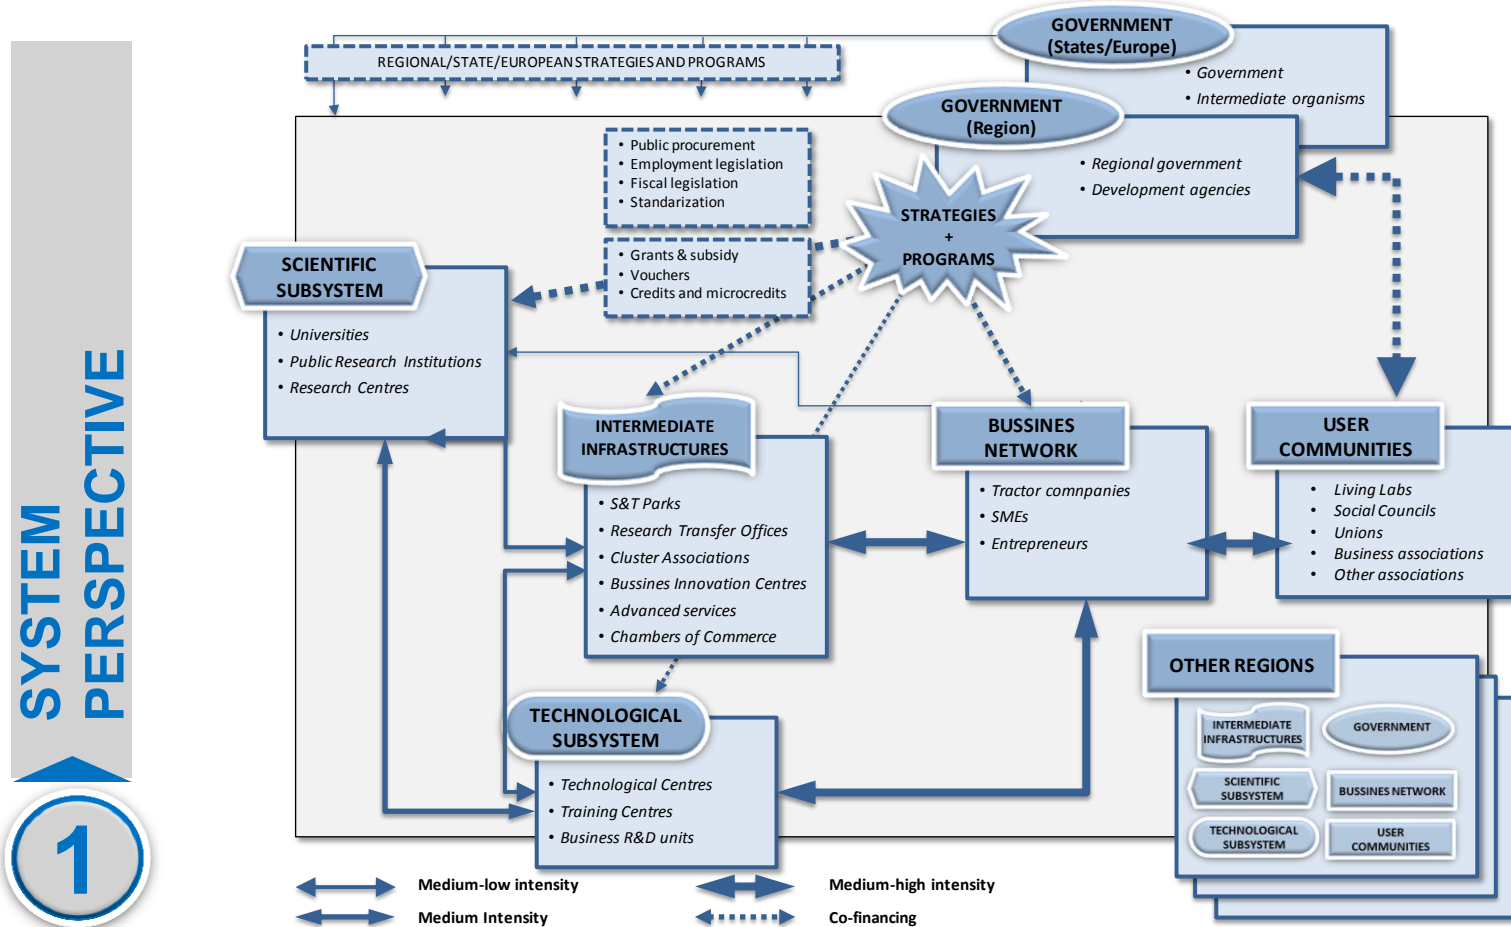 SYSTEM
PERSPECTIVE
1
GOVERNMENT
(States/Europe)
• Government
• Intermediate organisms
REGIONAL/STATE/EUROPEAN STRATEGIES AND PROGRAMS
GOVERNMENT
(Region)
• Regional government
• Development agencies
• Public procurement
• Employment legislation
• Fiscal legislation
• Standarization
STRATEGIES
+
PROGRAMS
• Grants & subsidy
• Vouchers
• Credits and microcredits
SCIENTIFIC
SUBSYSTEM
• Universities
• Public Research Institutions
• Research Centres
INTERMEDIATE
INFRASTRUCTURES
• S&T Parks
• Research Transfer Offices
• Cluster Associations
• Bussines Innovation Centres
• Advanced services
• Chambers of Commerce
BUSSINES
NETWORK
• Tractor comnpanies
• SMEs
• Entrepreneurs
USER
COMMUNITIES
• Living Labs
• Social Councils
• Unions
• Business associations
• Other associations
TECHNOLOGICAL
SUBSYSTEM
• Technological Centres
• Training Centres
• Business R&D units
OTHER REGIONS
INTERMEDIATE
INFRASTRUCTURES
GOVERNMENT
SCIENTIFIC
SUBSYSTEM
BUSSINES NETWORK
TECHNOLOGICAL
SUBSYSTEM
USER
COMMUNITIES
Medium-low intensity
Medium-high intensity
Medium Intensity
Co-financing